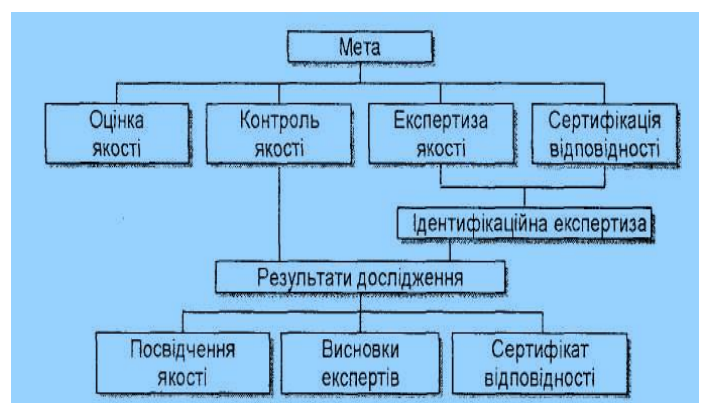 Мета
Оцінка
якості
Контроль
якості
Експертиза
якості
Сертифікація
відповідності
Ідентифікаційна експертиза
Результати дослідження
Посвідчення
якості
Висновки
експертів
Сертифікат
відповідності